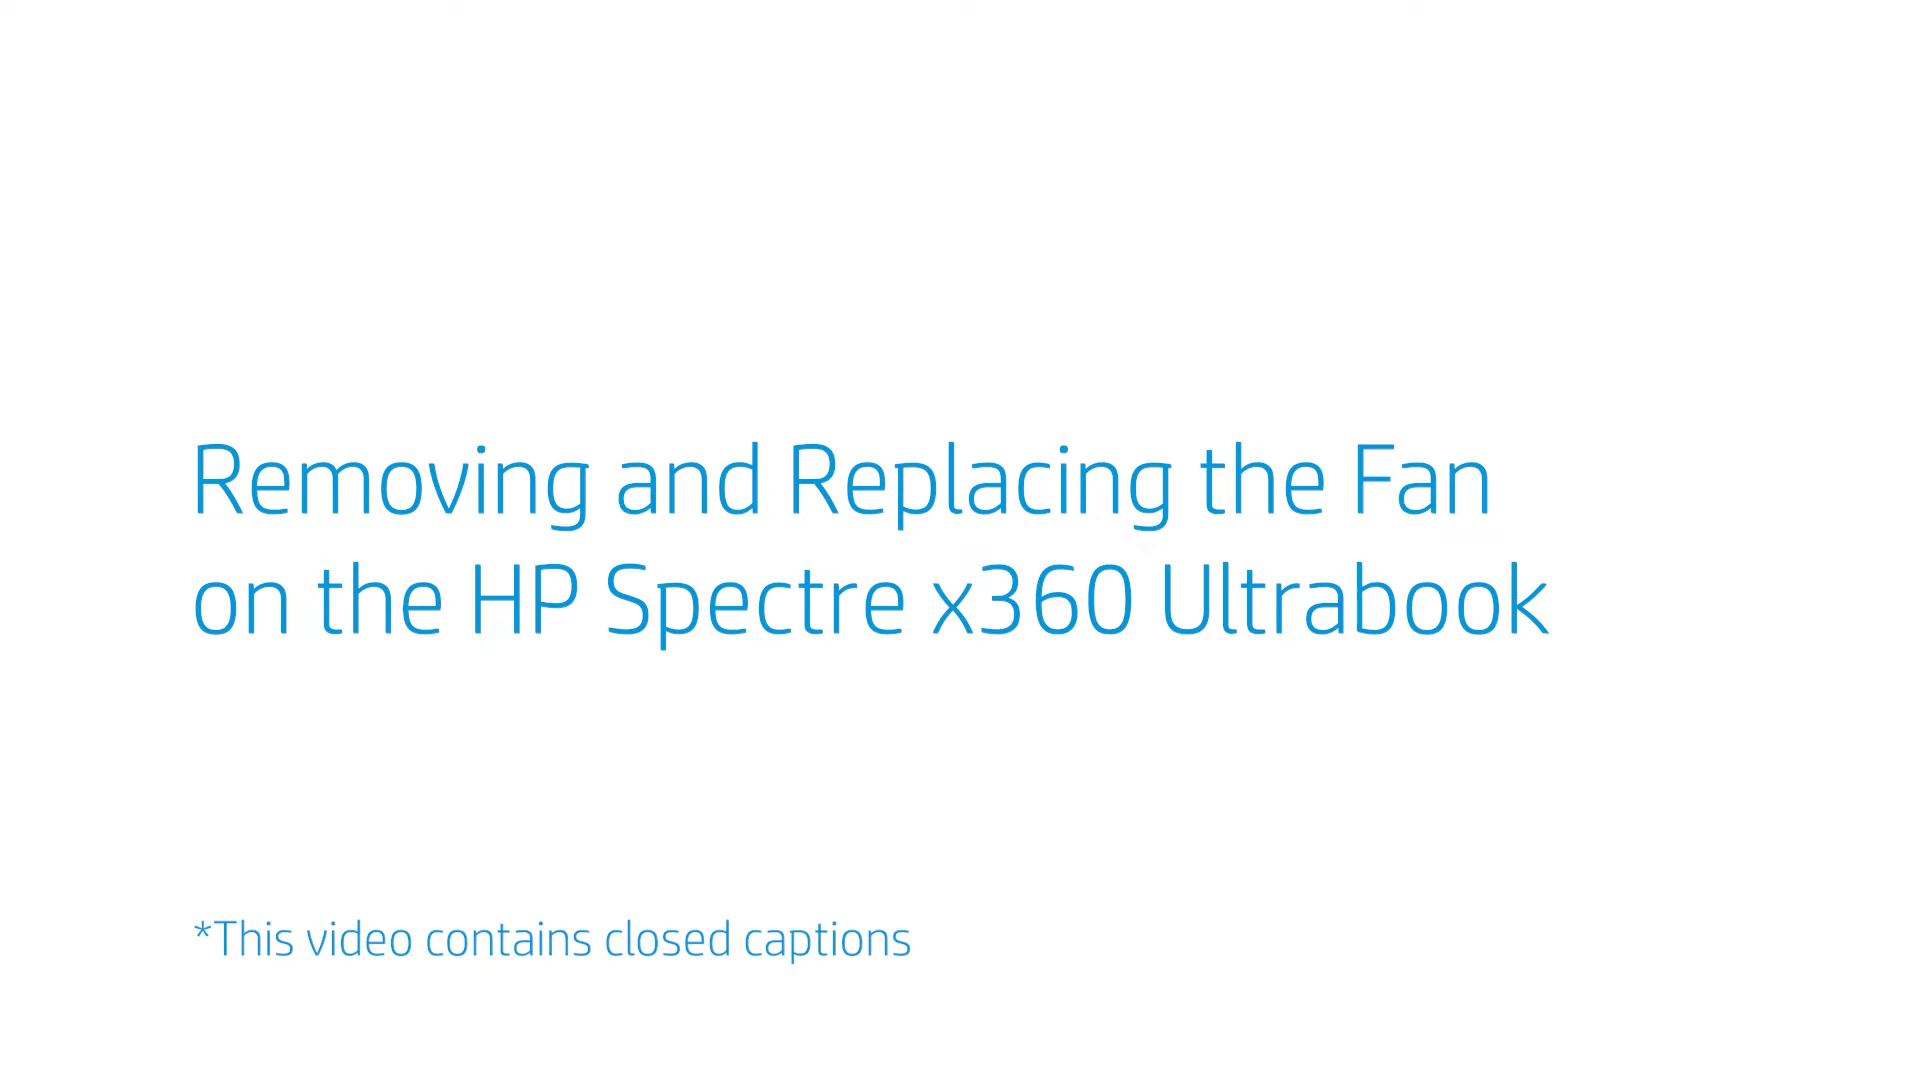 Removing and Replacing the Fan
on the HP Spectre x360 Ultrabook
*This video contains closed captions